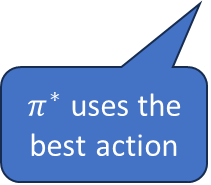 π* uses the
best action